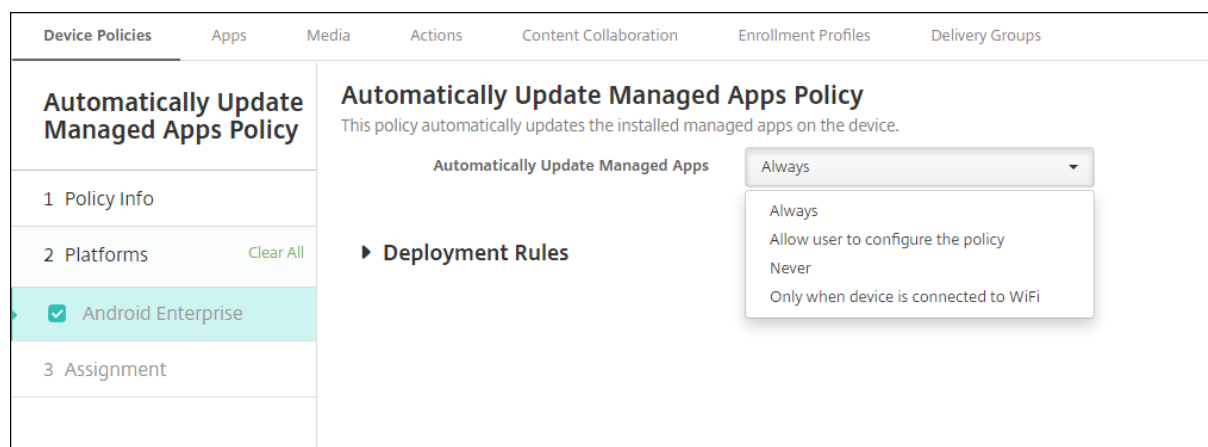 Device Policies Apps Media Actions Content Collaboration Enrollment Profiles Delivery Groups
Automatically Update
Managed Apps Policy
1 Policy Info
2 Platforms Clear All
Android Enterprise
3 Assignment
Automatically Update Managed Apps Policy
This policy automatically updates the installed managed apps on the device.
Automatically Update Managed Apps Always
Always
Allow user to configure the policy
Never
Only when device is connected to WiFi
Deployment Rules